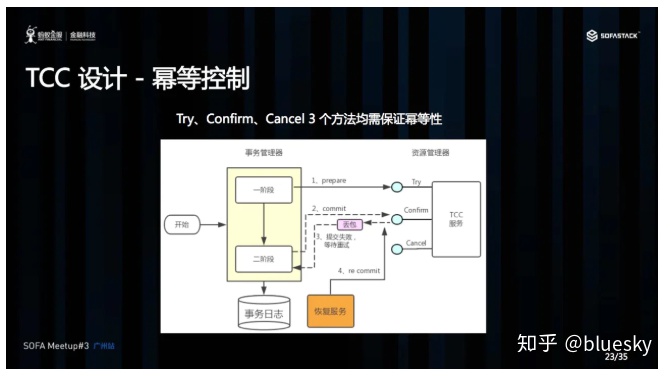 蚂蚁金服 | 金融科技
SOFASTACK
TCC 设计 - 幂等控制
Try、Confirm、Cancel 3 个方法均需保证幂等性
事务管理器
资源管理器
1、prepare
一阶段
Try
2、commit
Confirm
开始
丢包
TCC
服务
3、提交失败，
等待重试
Cancel
二阶段
4、re commit
事务日志
恢复服务
SOFA Meetup#3 广州站
知乎 @bluesky
23/35